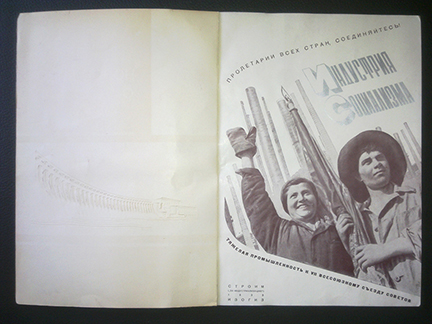 ПРОЛЕТАРИИ ВСЕХ СТРАН, СОЕДИНЯЙТЕСЬ!
ИНДУСТРИЯ
СОЦИАЛИЗМА
ТЯЖЕЛАЯ ПРОМЫШЛЕННОСТЬ К VII ВСЕСОЮЗНОМУ СЪЕЗДУ СОВЕТОВ
СТРОИМ
МОСКВА